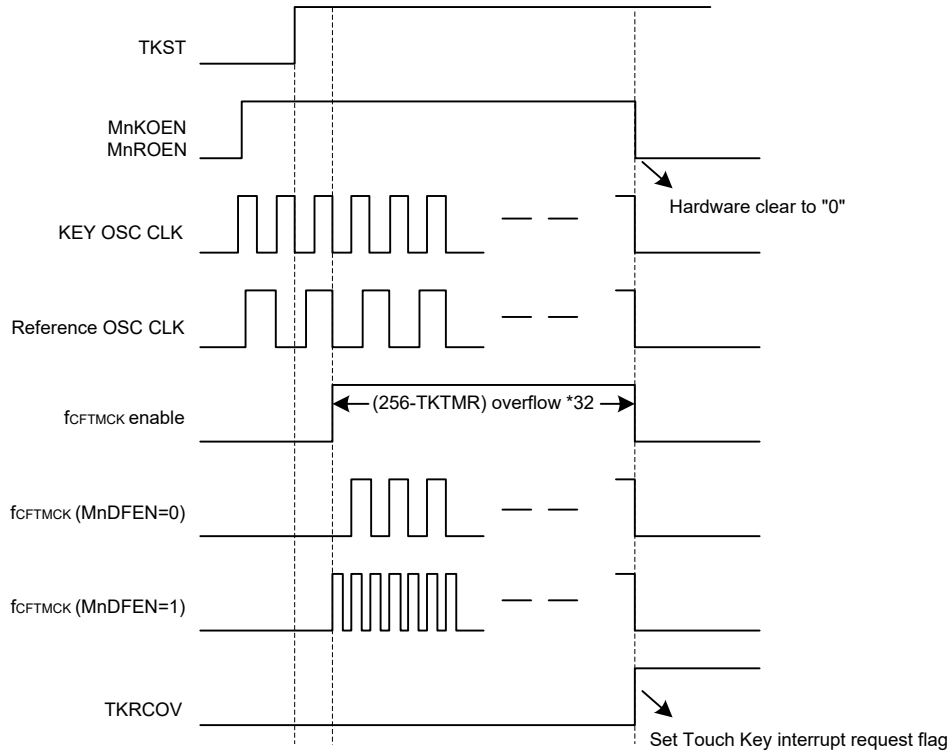 TKST
MnKOEN
MnROEN
Hardware clear to "0"
KEY OSC CLK
Reference OSC CLK
(256-TKTMR) overflow *32
fCFTMCK enable
fCFTMCK (MnDFEN=0)
fCFTMCK (MnDFEN=1)
TKRCOV
Set Touch Key interrupt request flag